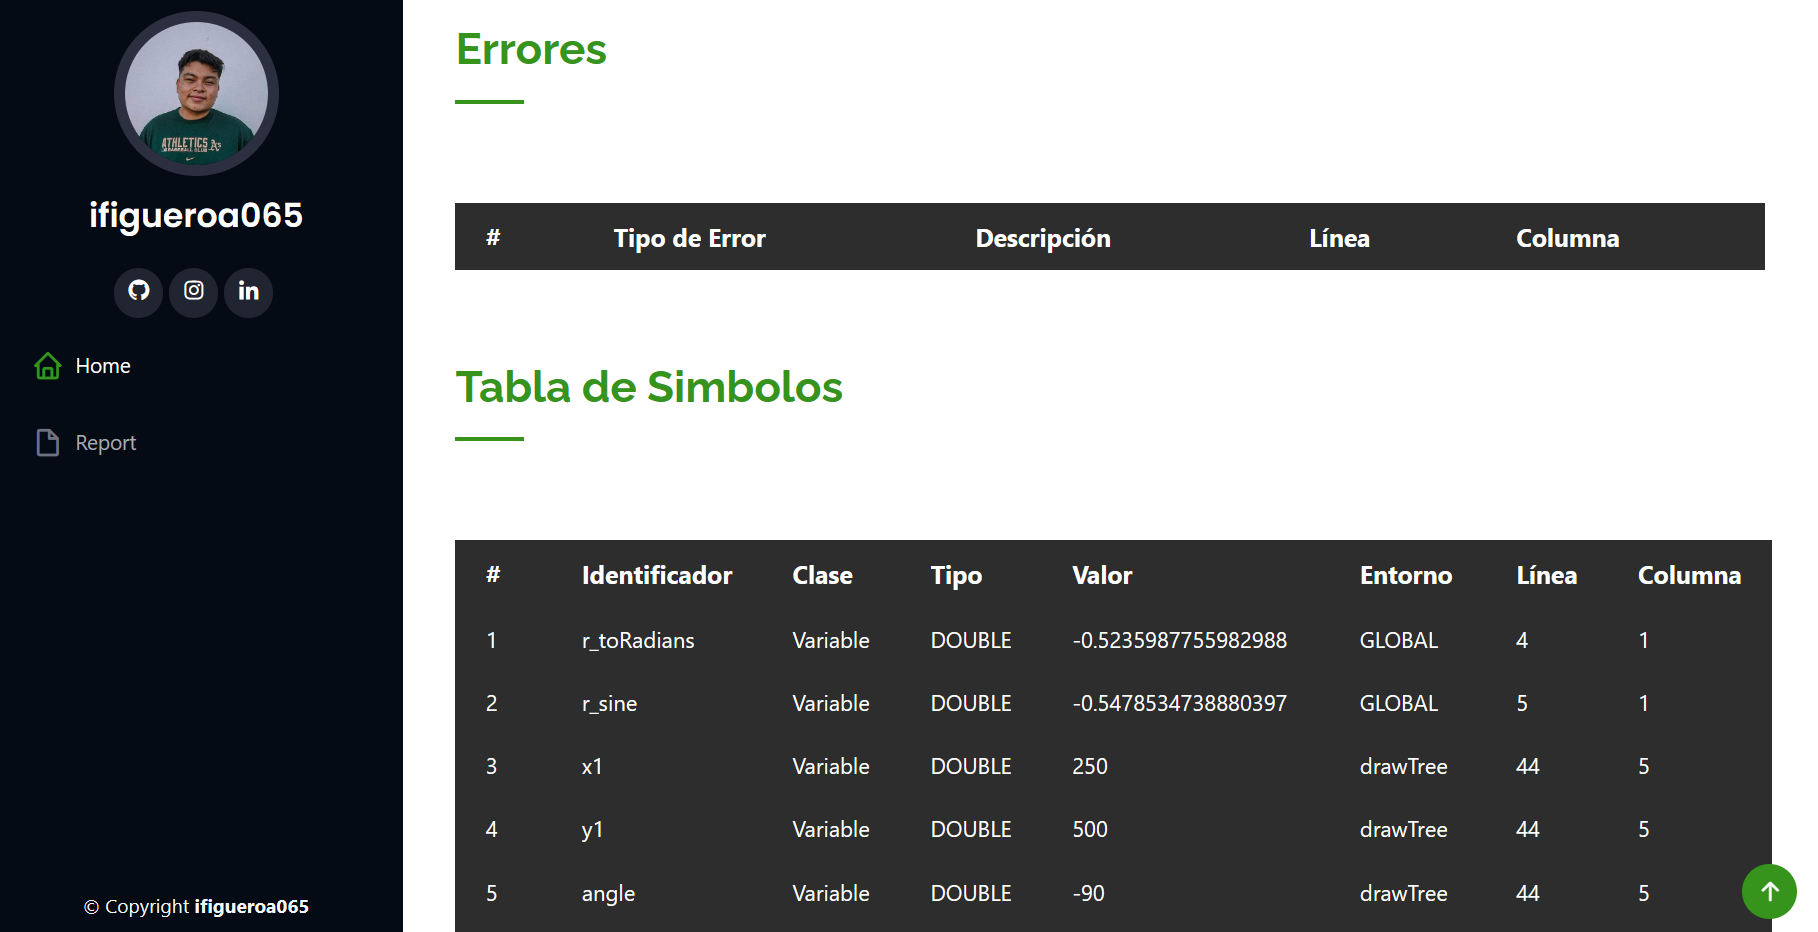 ATHLETICS A's
BASEBALL CLUB
ifigueroa065
Home
Report
© Copyright ifigueroa065
Errores
# Tipo de Error Descripción Línea Columna
Tabla de Simbolos
# Identificador Clase Tipo Valor Entorno Línea Columna
1 r_toRadians Variable DOUBLE -0.5235987755982988 GLOBAL 4 1
2 r_sine Variable DOUBLE -0.5478534738880397 GLOBAL 5 1
3 x1 Variable DOUBLE 250 drawTree 44 5
4 y1 Variable DOUBLE 500 drawTree 44 5
5 angle Variable DOUBLE -90 drawTree 44 5